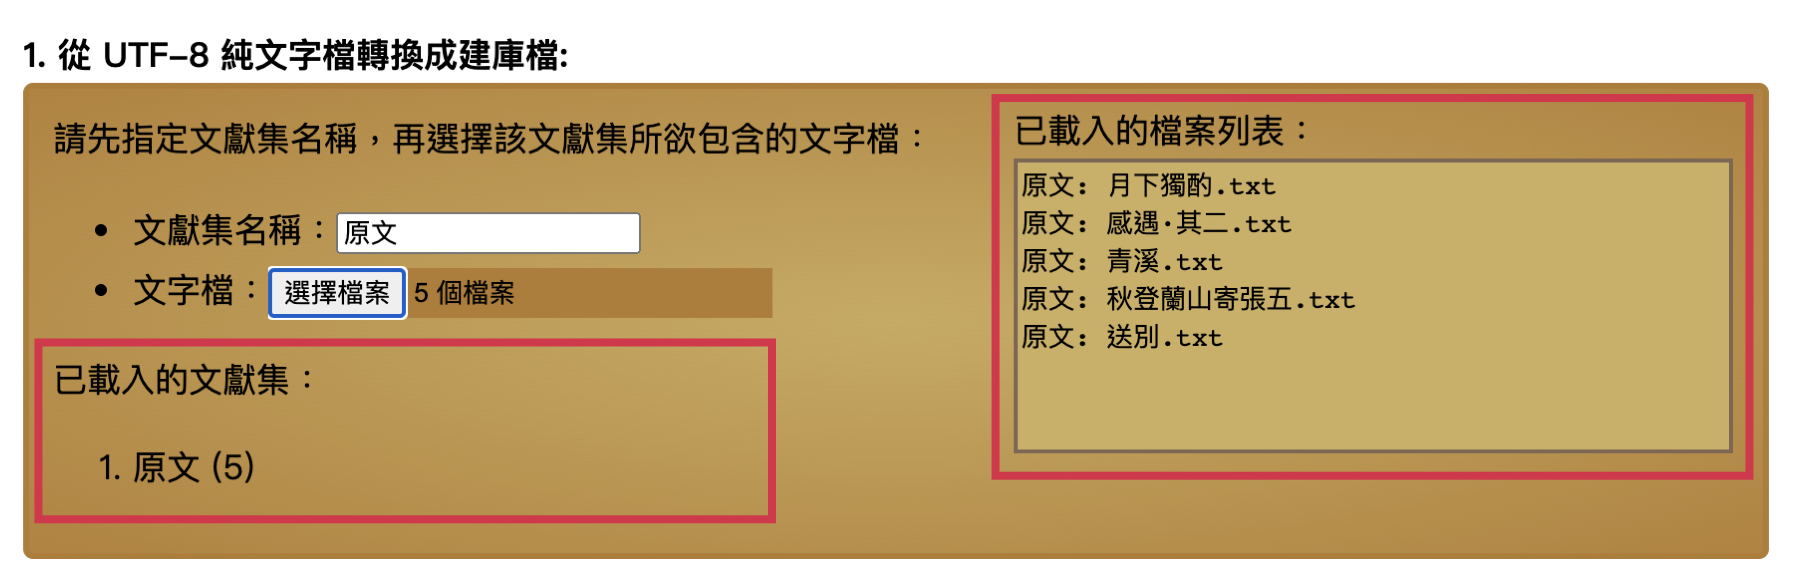 1. 從 UTF-8 純文字檔轉換成建庫檔:
請先指定文獻集名稱，再選擇該文獻集所欲包含的文字檔：
• 文獻集名稱：原文
• 文字檔：選擇檔案 5 個檔案
已載入的文獻集：
1. 原文 (5)
已載入的檔案列表：
原文: 月下獨酌.txt
原文: 感遇·其二.txt
原文: 青溪.txt
原文: 秋登蘭山寄張五.txt
原文: 送別.txt